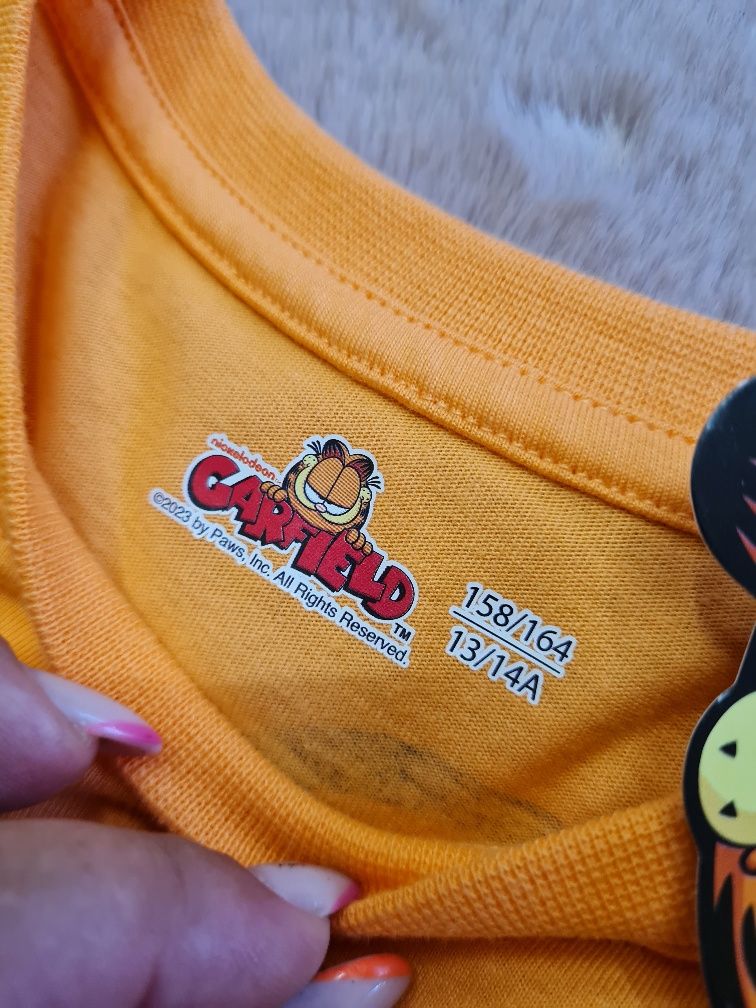 nickelodeon
GARFIELD
TM
©2023 by Paws, Inc. All Rights Reserved.
158/164
13/14A